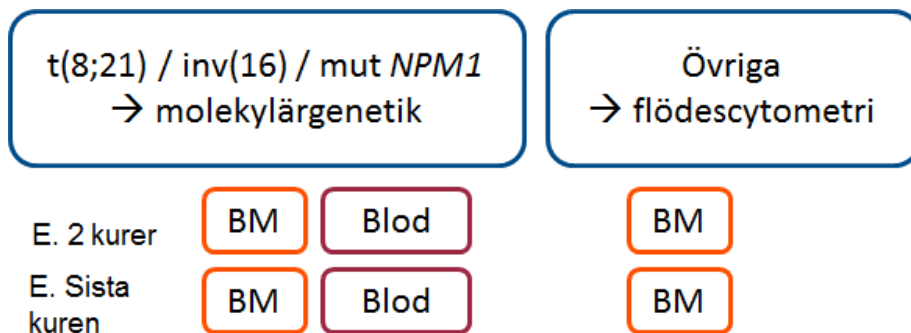 t(8;21) / inv(16) / mut NPM1
→ molekylärgenetik
Övriga
→ flödescytometri
E. 2 kurer
BM
Blod
BM
E. Sista
kuren
BM
Blod
BM